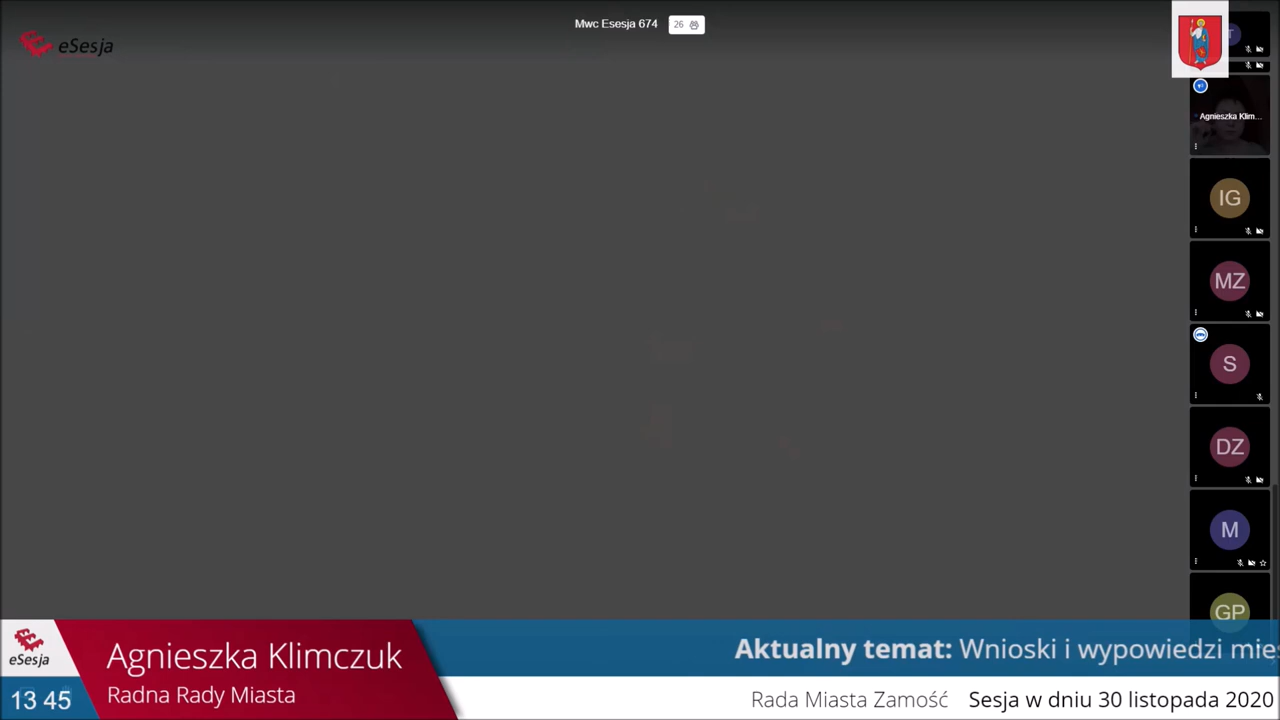 Mwc Esesja 674 26
eSesja
T
Agnieszka Klim...
IG
MZ
S
DZ
M
GP
eSesja
Agnieszka Klimczuk
Radna Rady Miasta
Aktualny temat: Wnioski i wypowiedzi mies
13 45
Rada Miasta Zamość Sesja w dniu 30 listopada 2020